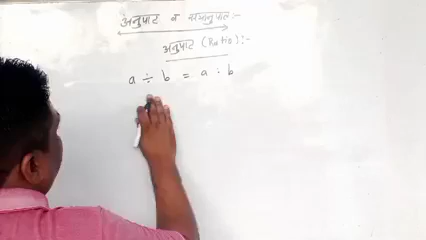 अनुपात व समानुपात :-
अनुपात (Ratio) :-
a ÷ b = a : b